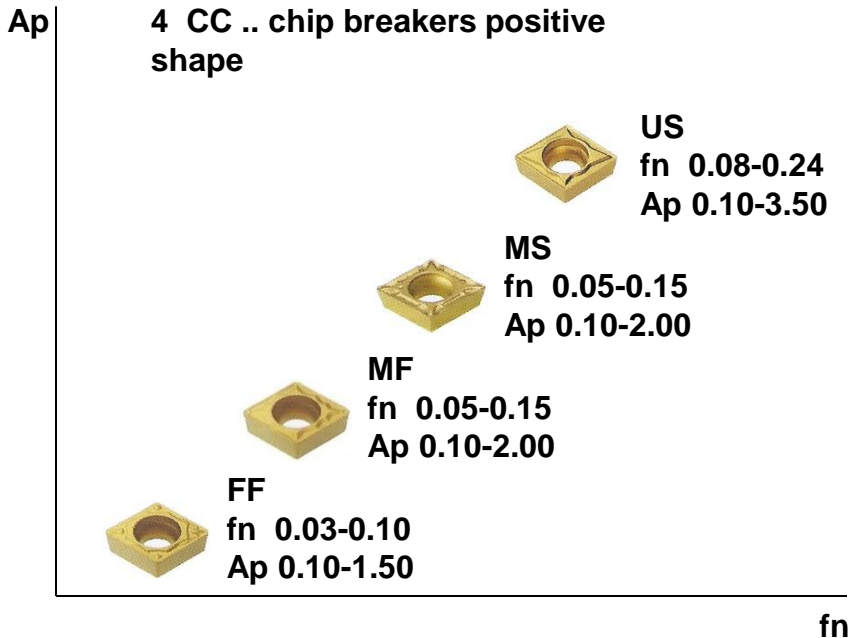 Ap
4 CC .. chip breakers positive
shape
US
fn 0.08-0.24
Ap 0.10-3.50
MS
fn 0.05-0.15
Ap 0.10-2.00
MF
fn 0.05-0.15
Ap 0.10-2.00
FF
fn 0.03-0.10
Ap 0.10-1.50
fn